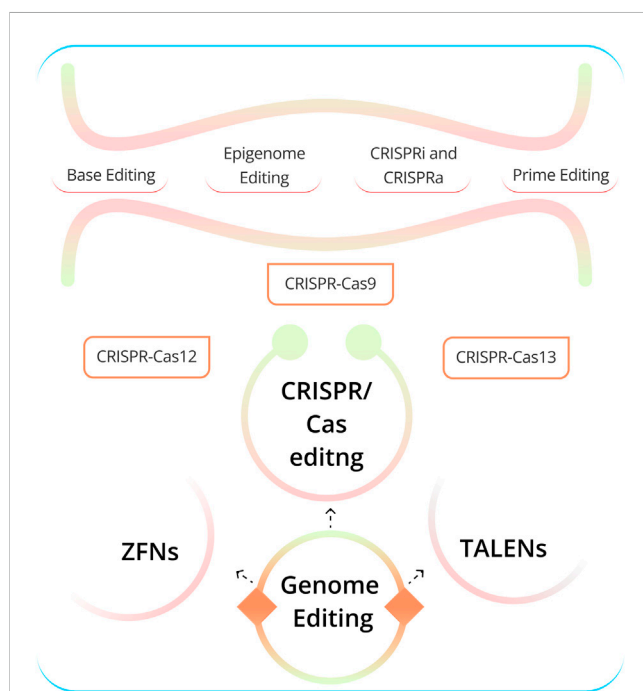 Base Editing
Epigenome
Editing
CRISPRi and
CRISPRa
Prime Editing
CRISPR-Cas9
CRISPR-Cas12
CRISPR-Cas13
CRISPR/
Cas
editng
ZFNs
TALENs
Genome
Editing